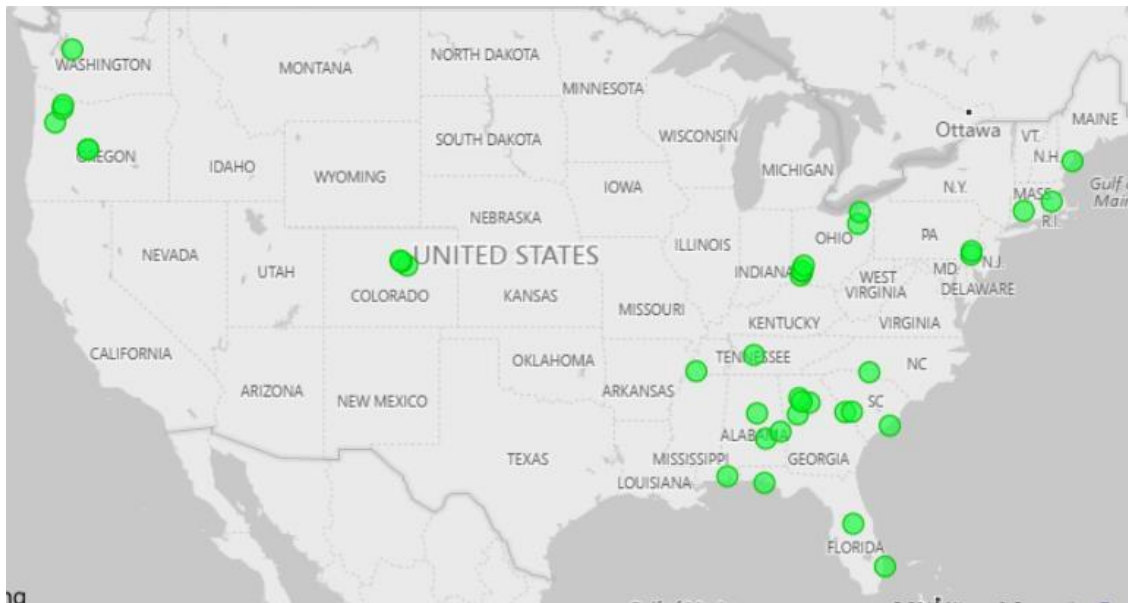 WASHINGTON
MONTANA
NORTH DAKOTA
MINNESOTA
Ottawa
VT.
MAINE
OREGON
IDAHO
SOUTH DAKOTA
WISCONSIN
MICHIGAN
N.H.
WYOMING
IOWA
N.Y.
MASS.
Gulf
Main
R.I.
NEBRASKA
NEVADA
UTAH
UNITED STATES
ILLINOIS
OHIO
PA
INDIANA
MD.
N.J.
COLORADO
KANSAS
WEST
VIRGINIA
DELAWARE
MISSOURI
KENTUCKY
VIRGINIA
CALIFORNIA
OKLAHOMA
TENNESSEE
NC
ARIZONA
ARKANSAS
NEW MEXICO
SC
ALABAMA
TEXAS
MISSISSIPPI
GEORGIA
LOUISIANA
FLORIDA